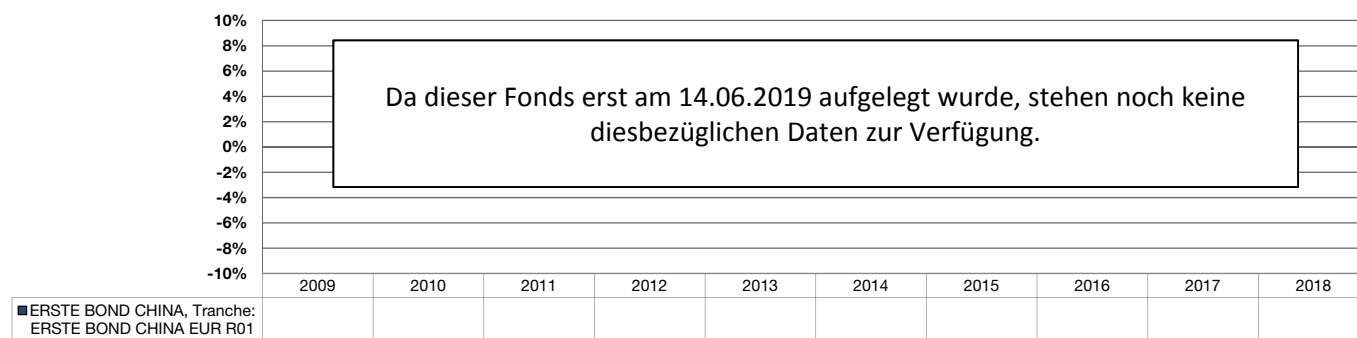 10%
8%
6%
4%
2%
0%
-2%
-4%
-6%
-8%
-10%
Da dieser Fonds erst am 14.06.2019 aufgelegt wurde, stehen noch keine
diesbezüglichen Daten zur Verfügung.
2009 2010 2011 2012 2013 2014 2015 2016 2017 2018
ERSTE BOND CHINA, Tranche:
ERSTE BOND CHINA EUR R01